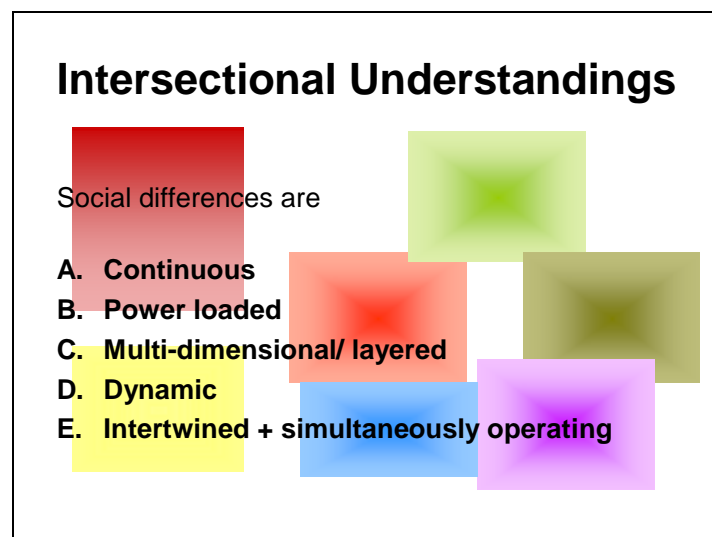 Intersectional Understandings
Social differences are
A. Continuous
B. Power loaded
C. Multi-dimensional/ layered
D. Dynamic
E. Intertwined + simultaneously operating